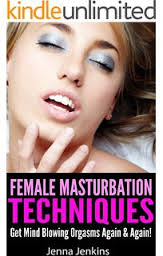 kindleunlimited
FEMALE MASTURBATION
TECHNIQUES
Get Mind Blowing Orgasms Again & Again!
Jenna Jenkins